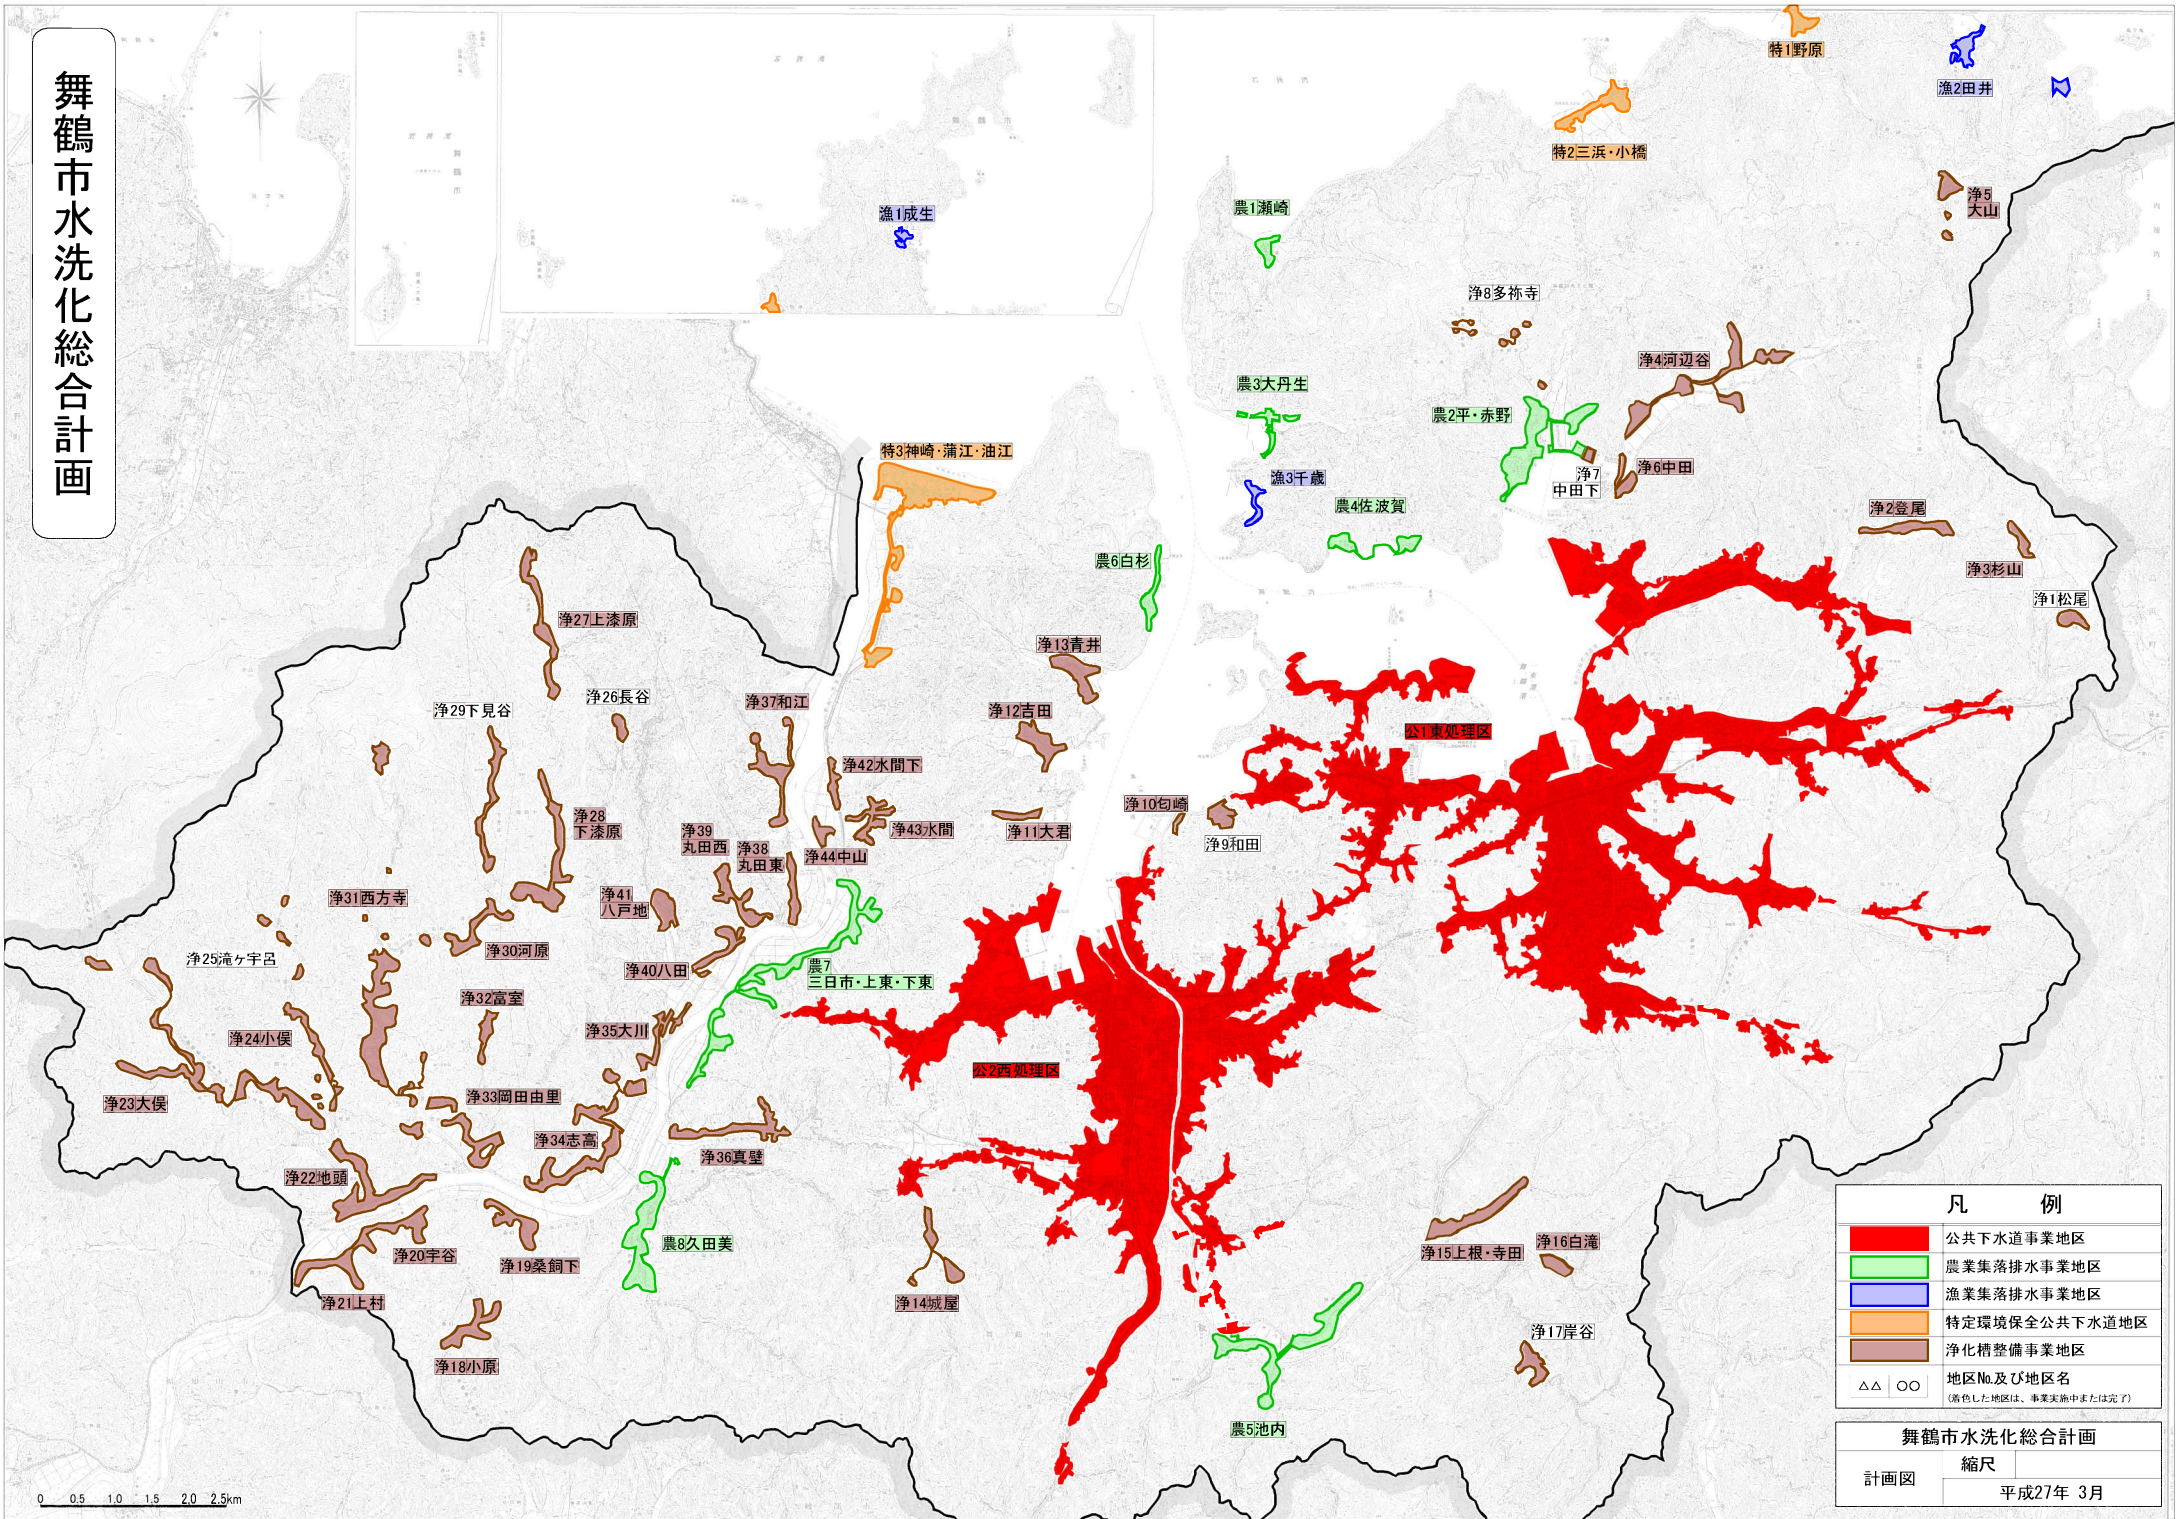 舞鶴市水洗化総合計画
特1野原
漁2田井
特2三浜・小橋
浄5
大山
農1瀬崎
漁1成生
浄8多祢寺
浄4河辺谷
農3大丹生
農2平・赤野
特3神崎・蒲江・油江
漁3千歳
浄7
中田下
浄6中田
農4佐波賀
浄2登尾
農6白杉
浄3杉山
浄1松尾
浄27上漆原
浄13青井
浄26長谷
浄37和江
浄29下見谷
浄12吉田
公1東処理区
浄42水間下
浄28
下漆原
浄39
丸田西
浄38
丸田東
浄43水間
浄44中山
浄11大君
浄10匂崎
浄9和田
浄31西方寺
浄41
八戸地
浄30河原
浄25滝ヶ宇呂
浄40八田
農7
三日市・上東・下東
浄32富室
浄24小俣
浄35大川
公2西処理区
浄23大俣
浄33岡田由里
浄34志高
浄36真壁
浄22地頭
農8久田美
浄20宇谷
浄19桑飼下
浄21上村
浄14城屋
浄15上根・寺田
浄16白滝
浄18小原
浄17岸谷
農5池内
凡例
公共下水道事業地区
農業集落排水事業地区
漁業集落排水事業地区
特定環境保全公共下水道地区
浄化槽整備事業地区
△△ ○○ 地区№及び地区名
(着色した地区は、事業実施中または完了)
舞鶴市水洗化総合計画
計画図
縮尺
平成27年 3月
0 0.5 1.0 1.5 2.0 2.5km